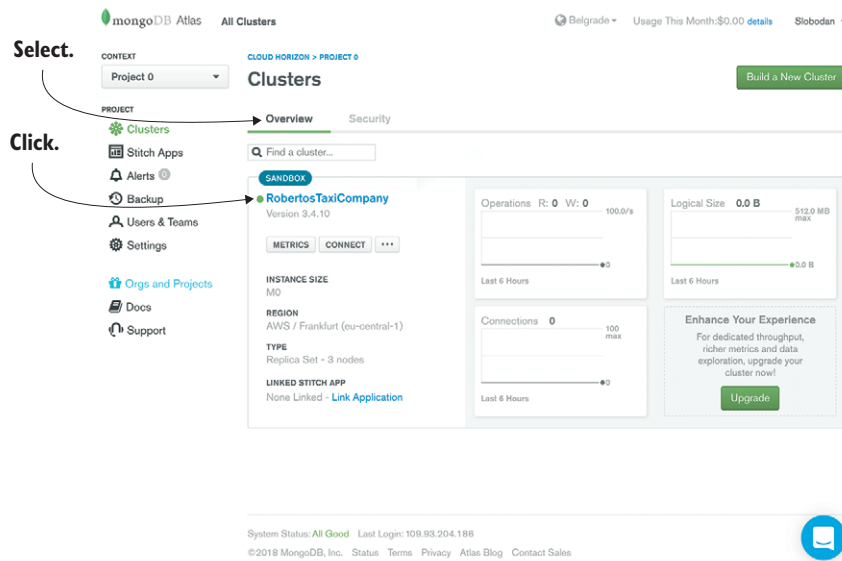 mongoDB Atlas All Clusters Belgrade Usage This Month:$0.00 details Slobodan
Select.
CONTEXT
Project 0
CLOUD HORIZON > PROJECT 0
Clusters
Build a New Cluster
PROJECT
Clusters
Stitch Apps
Alerts 0
Backup
Users & Teams
Settings
Orgs and Projects
Docs
Support
Click.
Overview Security
Find a cluster...
SANDBOX
RobertosTaxiCompany
Version 3.4.10
METRICS CONNECT ...
INSTANCE SIZE
M0
REGION
AWS / Frankfurt (eu-central-1)
TYPE
Replica Set - 3 nodes
LINKED STITCH APP
None Linked - Link Application
Operations R: 0 W: 0
100.0/s
0
Last 6 Hours
Logical Size 0.0 B
512.0 MB
max
0.0 B
Last 6 Hours
Connections 0
100
max
0
Last 6 Hours
Enhance Your Experience
For dedicated throughput,
richer metrics and data
exploration, upgrade your
cluster now!
Upgrade
System Status: All Good Last Login: 109.93.204.186
©2018 MongoDB, Inc. Status Terms Privacy Atlas Blog Contact Sales